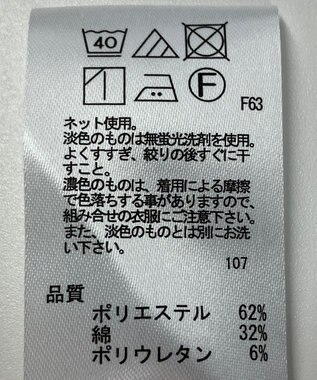 40
F
F63
ネット使用。
淡色のものは無蛍光洗剤を使用。
よくすすぎ、絞りの後すぐに干
すこと。
濃色のものは、着用による摩擦
で色落ちする事がありますので、
組み合せの衣服にご注意下さい。
また、淡色のものとは別にお洗
い下さい。
107
品質
ポリエステル 62%
綿 32%
ポリウレタン 6%